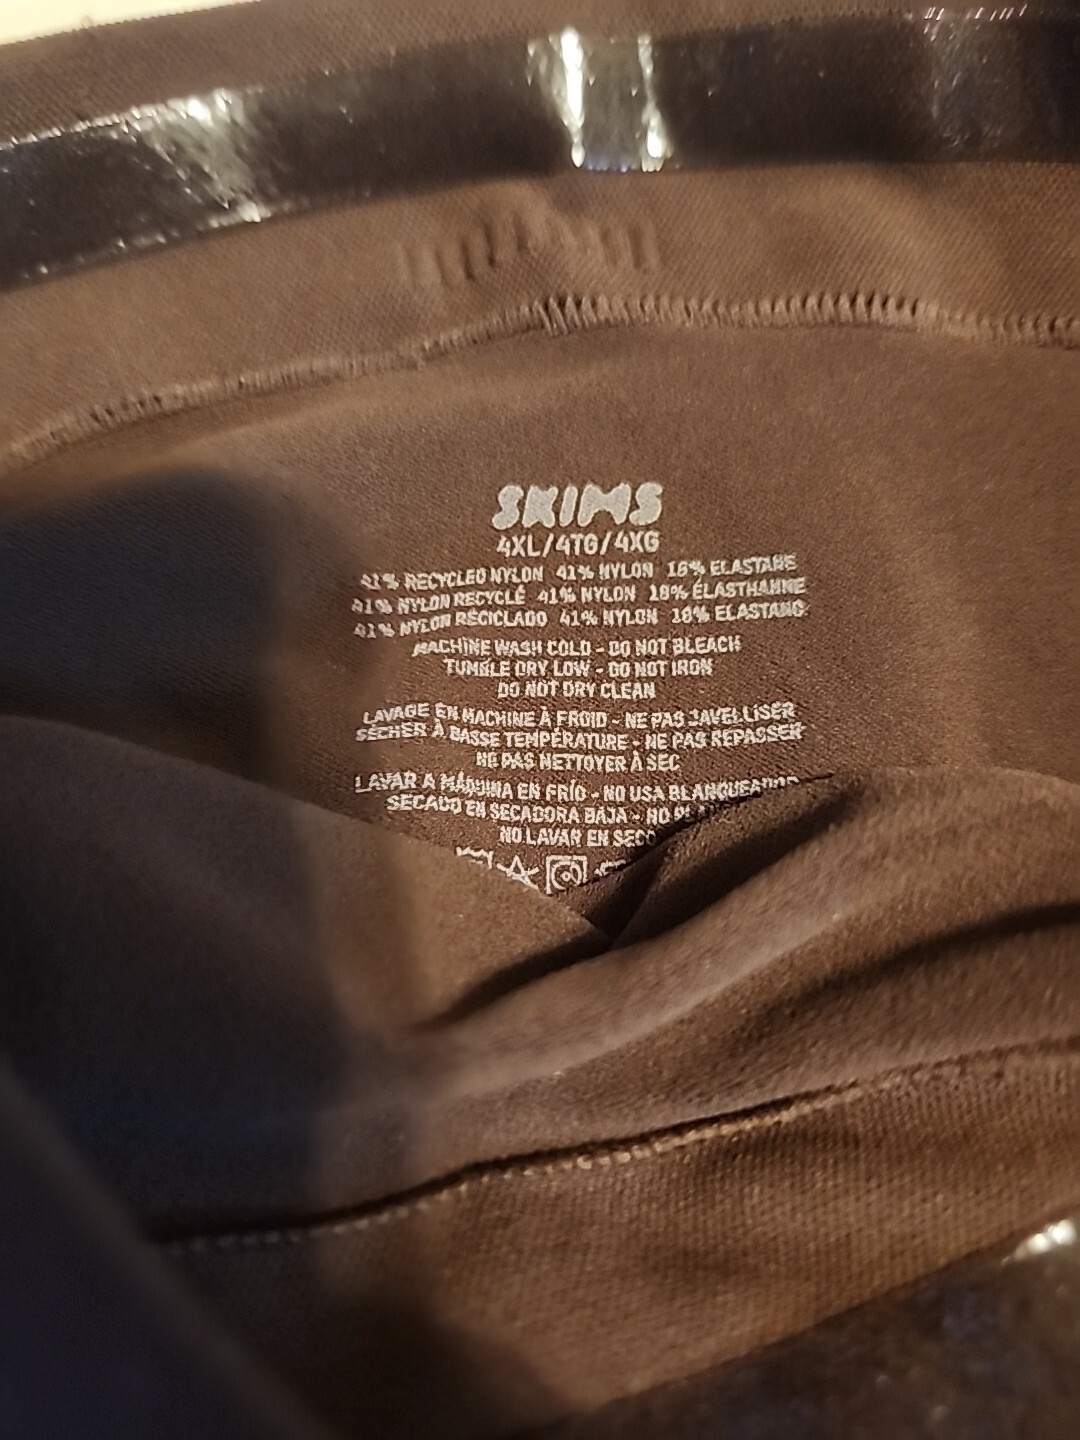 SKIMS
4XL/4TG/4XG
41% RECYCLED NYLON 41% NYLON 18% ELASTANE
41% NYLON RECYCLÉ 41% NYLON 18% ÉLASTHANNE
41% NYLON RECICLADO 41% NYLON 18% ELASTANO
MACHINE WASH COLD - DO NOT BLEACH
TUMBLE DRY LOW - DO NOT IRON
DO NOT DRY CLEAN
LAVAGE EN MACHINE À FROID - NE PAS JAVELLISER
SÉCHER À BASSE TEMPÉRATURE - NE PAS REPASSER
NE PAS NETTOYER À SEC
LAVAR A MÁQUINA EN FRÍO - NO USA BLANQUEADOR
SECADO EN SECADORA BAJA - NO
NO LAVAR EN SECO